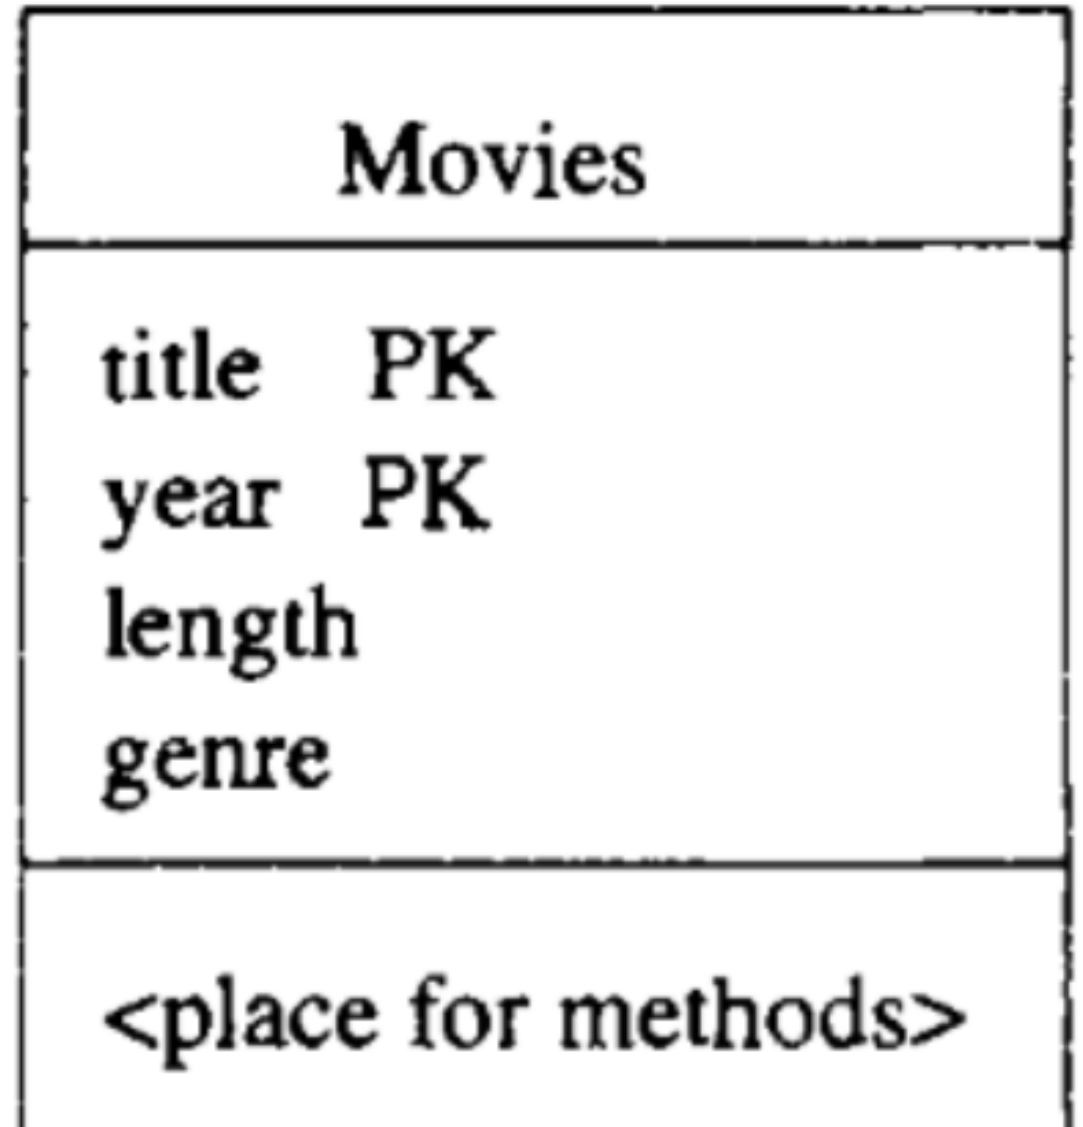 Movies
title PK
year PK
length
genre
<place for methods>